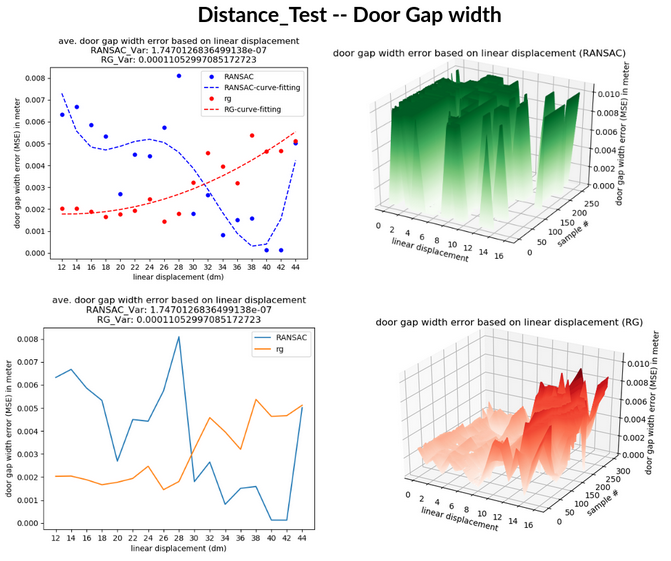 Distance_Test -- Door Gap width
ave. door gap width error based on linear displacement
RANSAC_Var: 1.7470126836499138e-07
RG_Var: 0.00011052997085172723
door gap width error (MSE) in meter
0.008
0.007
0.006
0.005
0.004
0.003
0.002
0.001
0.000
RANSAC
RANSAC-curve-fitting
rg
RG-curve-fitting
12 14 16 18 20 22 24 26 28 30 32 34 36 38 40 42 44
linear displacement (dm)
door gap width error based on linear displacement (RANSAC)
0.010
0.008
0.006
0.004
0.002
0.000
door gap width error (MSE) in meter
0 2 4 6 8 10 12 14 16
linear displacement
0 50 100 150 200 250
sample #
ave. door gap width error based on linear displacement
RANSAC_Var: 1.7470126836499138e-07
RG_Var: 0.00011052997085172723
door gap width error (MSE) in meter
0.008
0.007
0.006
0.005
0.004
0.003
0.002
0.001
0.000
RANSAC
rg
12 14 16 18 20 22 24 26 28 30 32 34 36 38 40 42 44
linear displacement (dm)
door gap width error based on linear displacement (RG)
0.010
0.008
0.006
0.004
0.002
0.000
door gap width error (MSE) in meter
0 2 4 6 8 10 12 14 16
linear displacement
0 50 100 150 200 250 300
sample #